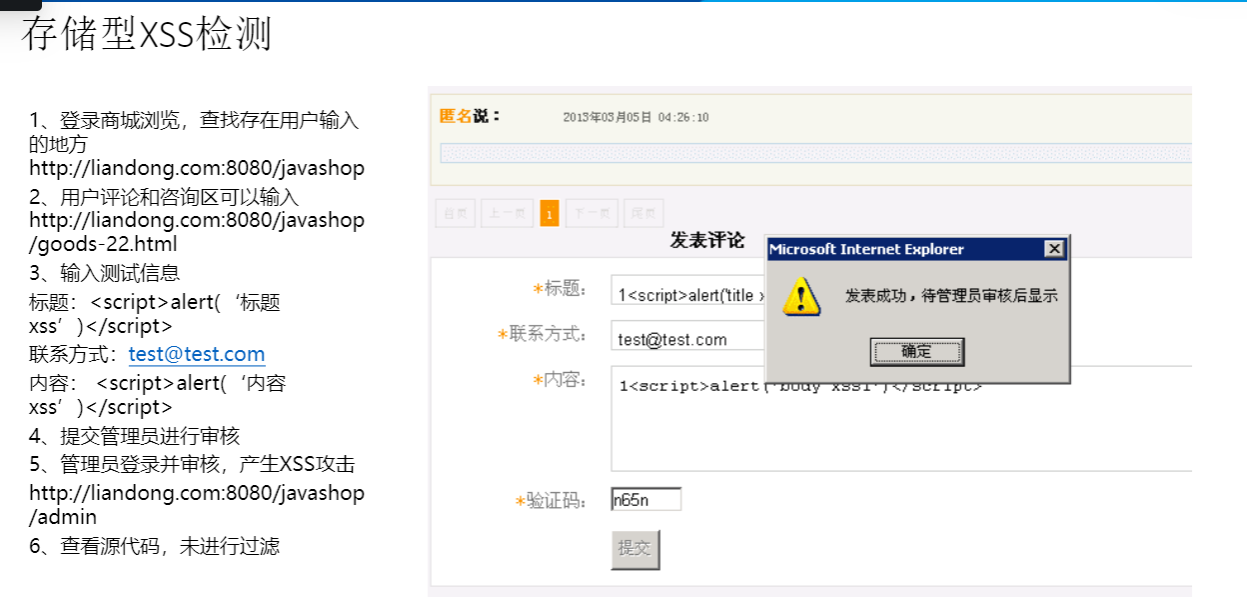 存储型XSS检测
1、登录商城浏览，查找存在用户输入
的地方
http://liandong.com:8080/javashop
2、用户评论和咨询区可以输入
http://liandong.com:8080/javashop
/goods-22.html
3、输入测试信息
标题：<script>alert(‘标题
xss’)</script>
联系方式：test@test.com
内容： <script>alert(‘内容
xss’)</script>
4、提交管理员进行审核
5、管理员登录并审核，产生XSS攻击
http://liandong.com:8080/javashop
/admin
6、查看源代码，未进行过滤
匿名说： 2013年03月05日 04:26:10
首页 上一页 1 下一页 尾页
发表评论
*标题： 1<script>alert('title x
*联系方式： test@test.com
*内容： 1<script>alert('body xss1')</script>
*验证码： n65n
提交
Microsoft Internet Explorer
发表成功，待管理员审核后显示
确定